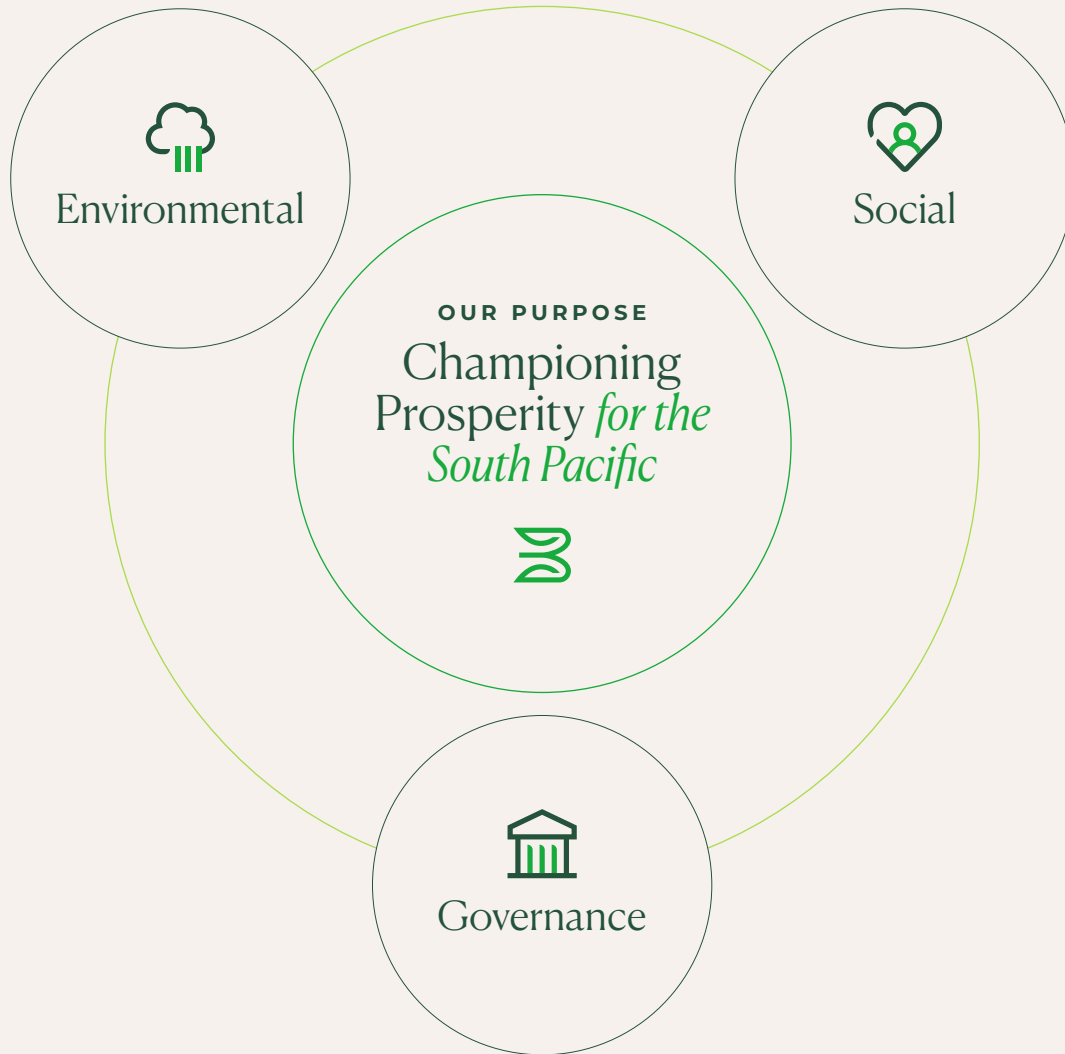 Environmental
Social
OUR PURPOSE
Championing
Prosperity for the
South Pacific
Governance